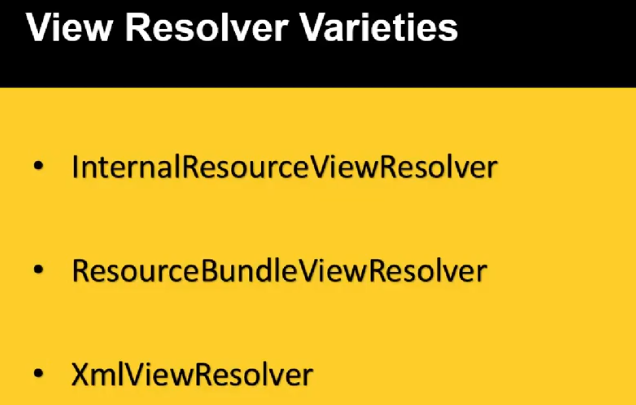 View Resolver Varieties
• InternalResourceViewResolver
• ResourceBundleViewResolver
• XmlViewResolver